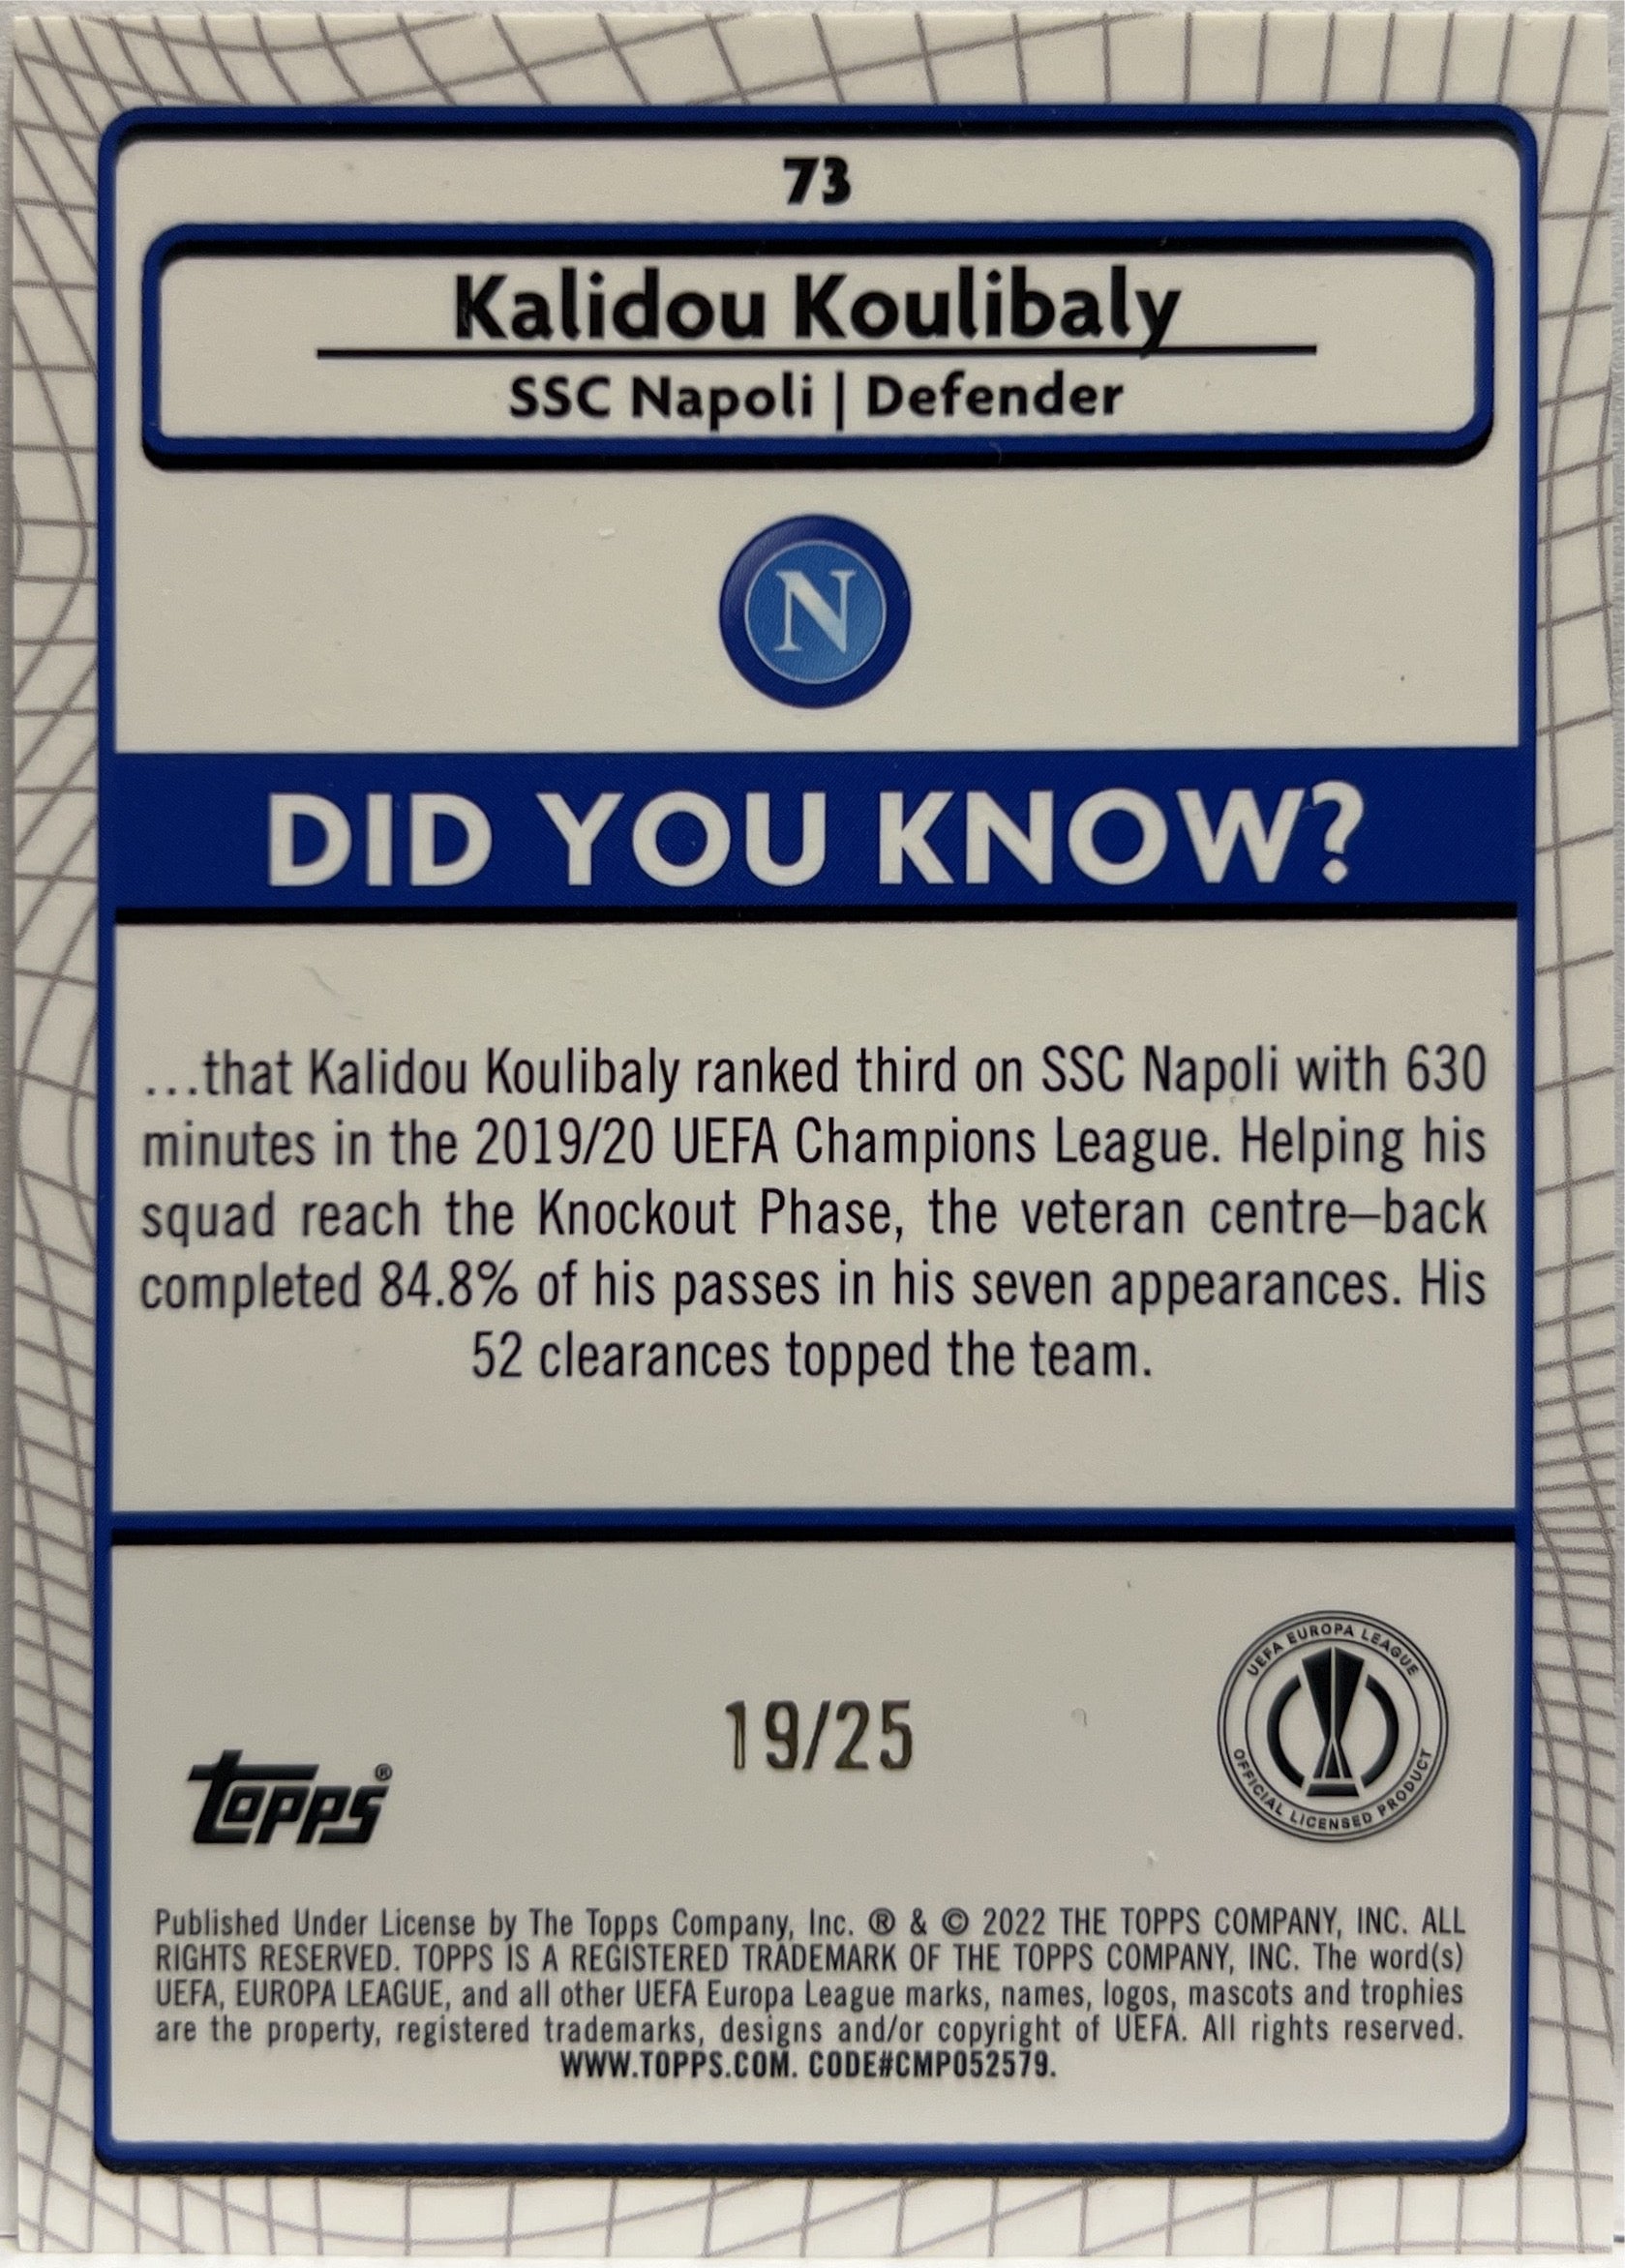 73
Kalidou Koulibaly
SSC Napoli | Defender
N
DID YOU KNOW?
...that Kalidou Koulibaly ranked third on SSC Napoli with 630
minutes in the 2019/20 UEFA Champions League. Helping his
squad reach the Knockout Phase, the veteran centre–back
completed 84.8% of his passes in his seven appearances. His
52 clearances topped the team.
19/25
UEFA EUROPA LEAGUE
OFFICIAL LICENSED PRODUCT
topps®
Published Under License by The Topps Company, Inc. ® & © 2022 THE TOPPS COMPANY, INC. ALL
RIGHTS RESERVED. TOPPS IS A REGISTERED TRADEMARK OF THE TOPPS COMPANY, INC. The word(s)
UEFA, EUROPA LEAGUE, and all other UEFA Europa League marks, names, logos, mascots and trophies
are the property, registered trademarks, designs and/or copyright of UEFA. All rights reserved.
WWW.TOPPS.COM. CODE#CMP052579.